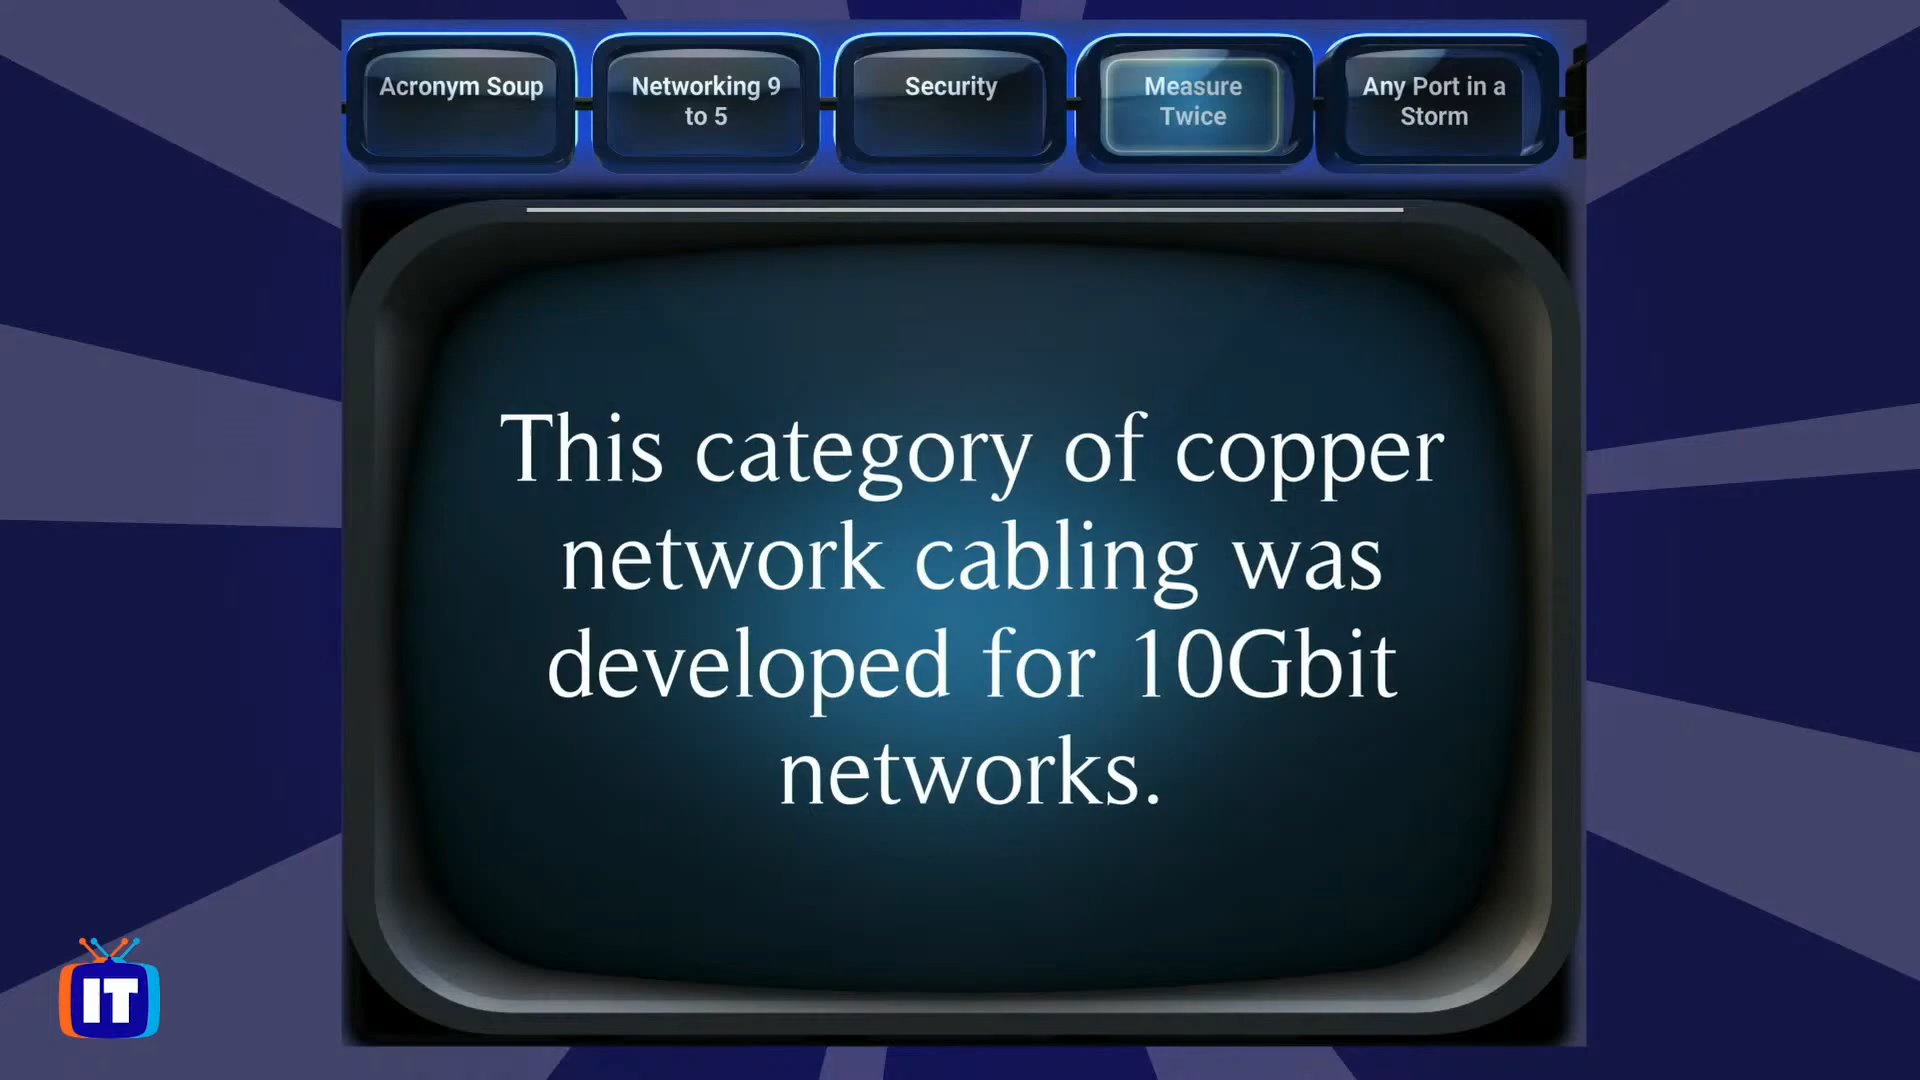 Acronym Soup
Networking 9
to 5
Security
Measure
Twice
Any Port in a
Storm
This category of copper
network cabling was
developed for 10Gbit
networks.
IT